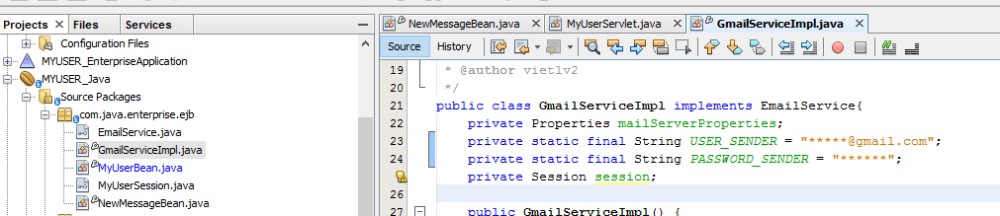 Projects Files Services
Configuration Files
MYUSER_EnterpriseApplication
MYUSER_Java
Source Packages
com.java.enterprise.ejb
EmailService.java
GmailServiceImpl.java
MyUserBean.java
MyUserSession.java
NewMessageBean.java
NewMessageBean.java MyUserServlet.java GmailServiceImpl.java
Source History
19 * @author vietlv2
20 */
21 public class GmailServiceImpl implements EmailService{
22 private Properties mailServerProperties;
23 private static final String USER_SENDER = "*****@gmail.com";
24 private static final String PASSWORD_SENDER = "******";
private Session session;
26
27 public GmailServiceImpl() {